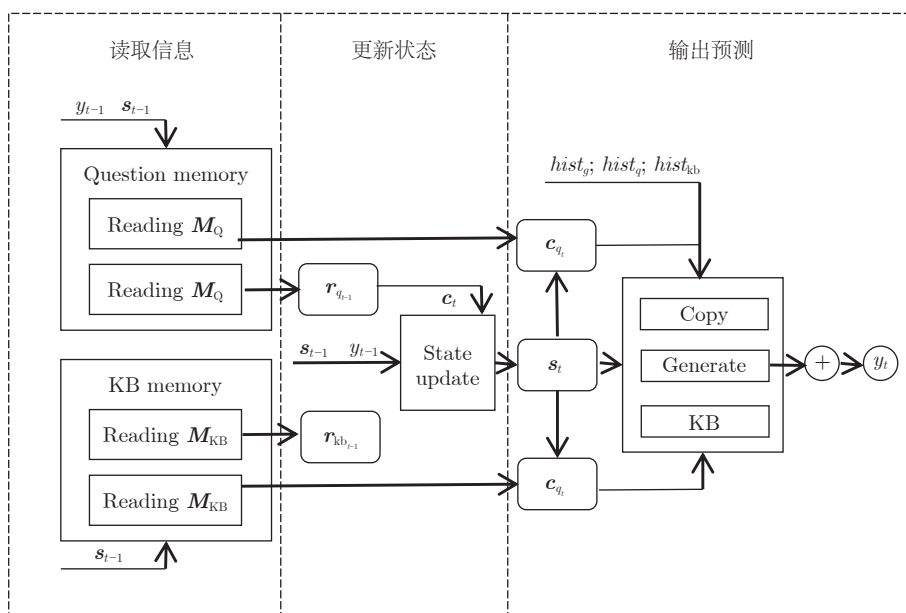 读取信息
更新状态
输出预测
y_{t−1} s_{t−1}
Question memory
Reading M_Q
Reading M_Q
KB memory
Reading M_KB
Reading M_KB
s_{t−1}
r_{q_{t−1}}
c_t
s_{t−1} y_{t−1}
State
update
r_{kb_{t−1}}
hist_g; hist_q; hist_kb
c_{q_t}
s_t
c_{q_t}
Copy
Generate
KB
+
y_t